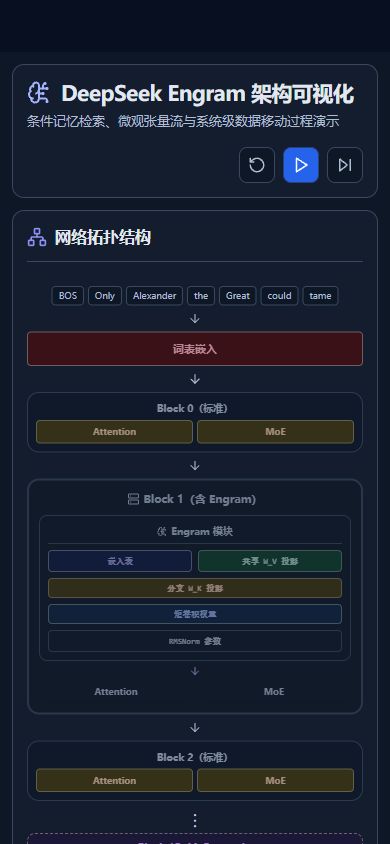 DeepSeek Engram 架构可视化
条件记忆检索、微观张量流与系统级数据移动过程演示
网络拓扑结构
BOS Only Alexander the Great could tame
词表嵌入
Block 0 (标准)
Attention MoE
Block 1 (含 Engram)
Engram 模块
嵌入表 共享 W_V 投影
分支 W_K 投影
短卷积权重
RMSNorm 参数
Attention MoE
Block 2 (标准)
Attention MoE